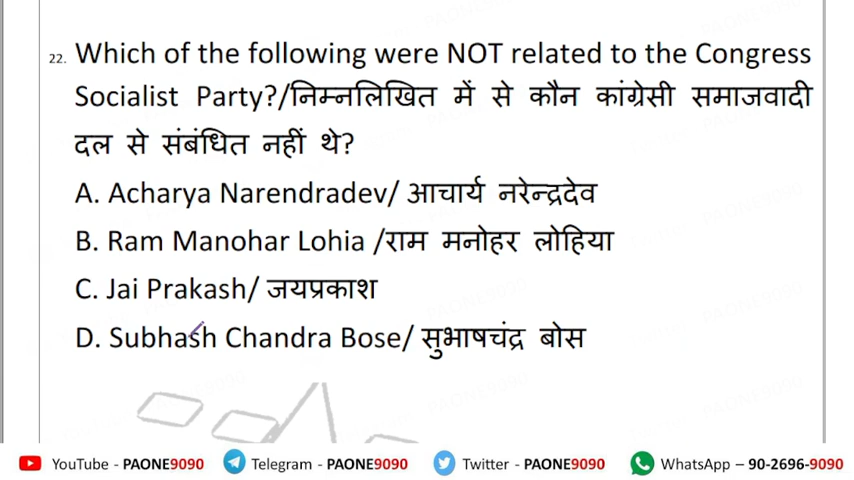 22. Which of the following were NOT related to the Congress
Socialist Party?/निम्नलिखित में से कौन कांग्रेसी समाजवादी
दल से संबंधित नहीं थे?
A. Acharya Narendradev/ आचार्य नरेन्द्रदेव
B. Ram Manohar Lohia /राम मनोहर लोहिया
C. Jai Prakash/ जयप्रकाश
D. Subhash Chandra Bose/ सुभाषचंद्र बोस
YouTube - PAONE9090 Telegram - PAONE9090 Twitter - PAONE9090 WhatsApp – 90-2696-9090